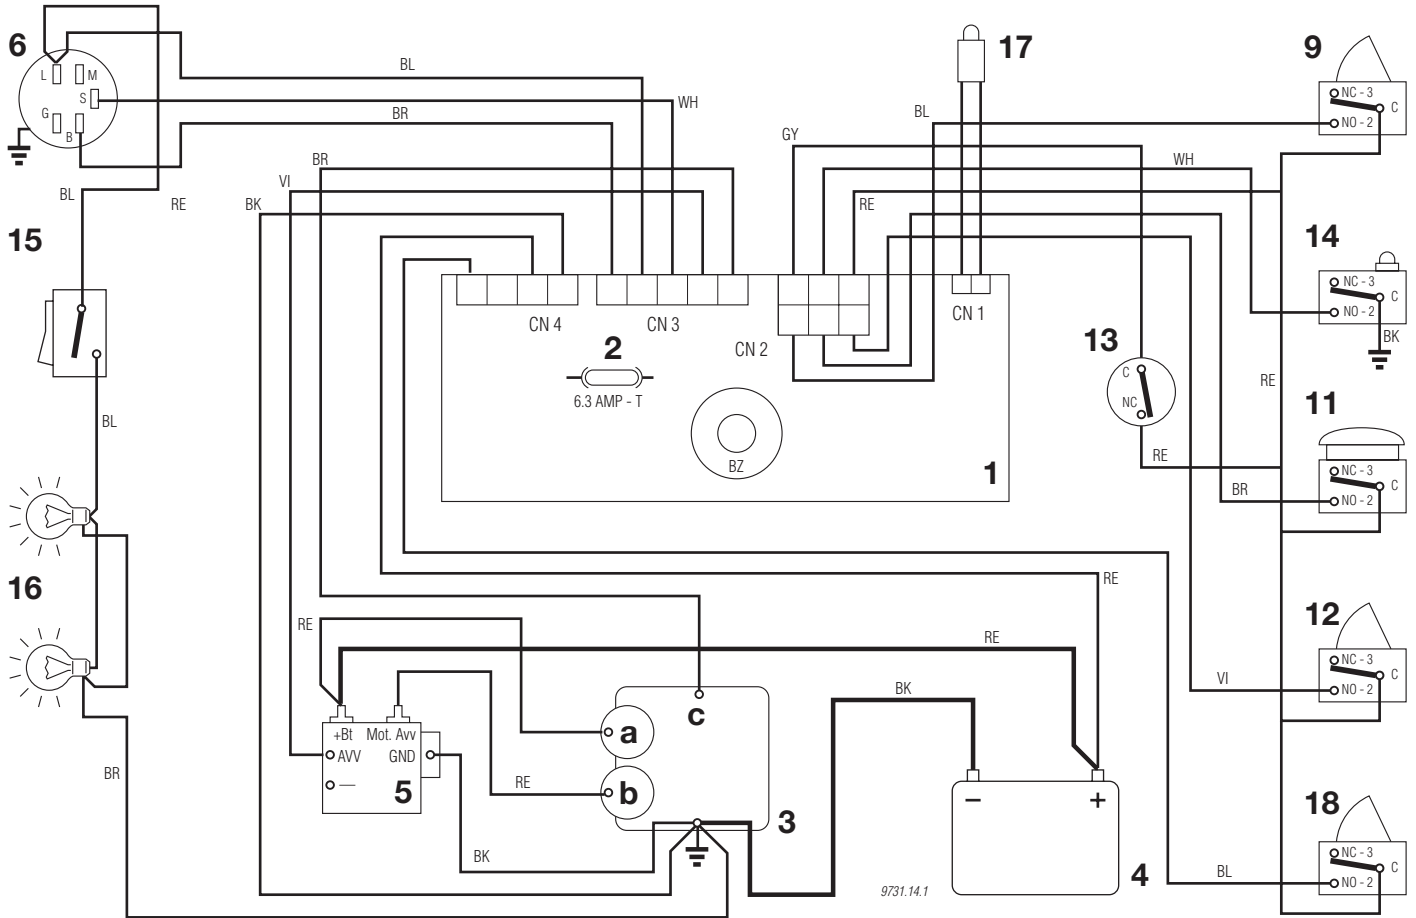 6
L
M
S
G
B
BL
WH
BR
BL
RE
BR
VI
BK
15
BL
16
BR
17
BL
GY
WH
RE
CN 4
CN 3
CN 2
CN 1
2
6.3 AMP - T
BZ
1
13
C
NC
RE
BR
VI
RE
9
NC - 3
C
NO - 2
14
NC - 3
C
NO - 2
BK
11
NC - 3
C
NO - 2
12
NC - 3
C
NO - 2
18
NC - 3
C
NO - 2
BL
RE
RE
RE
BK
+Bt
Mot. Avv
AVV
GND
—
5
RE
BK
a
b
c
3
−
+
4
9731.14.1